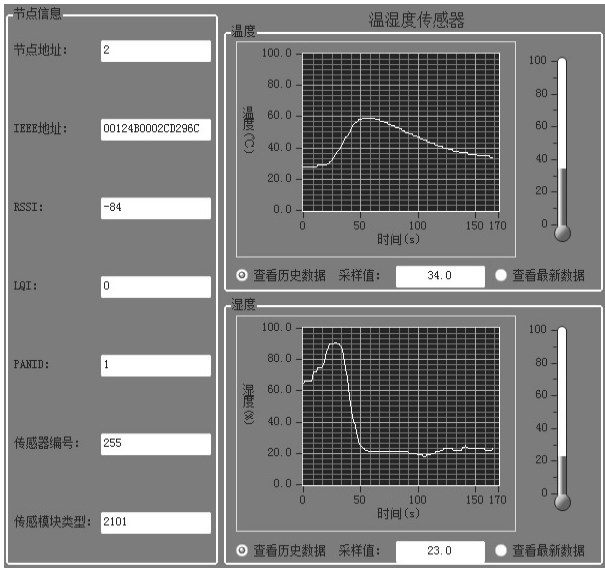 节点信息
节点地址: 2
IEEE地址: 00124B0002CD296C
RSSI: -84
LQI: 0
PANID: 1
传感器编号: 255
传感模块类型: 2101
温湿度传感器
温度
100.0
80.0
60.0
40.0
20.0
0.0
温度(℃)
0 50 100 150 170
时间(s)
100
80
60
40
20
0
查看历史数据 采样值: 34.0 查看最新数据
湿度
100.0
80.0
60.0
40.0
20.0
0.0
湿度(%)
0 50 100 150 170
时间(s)
100
80
60
40
20
0
查看历史数据 采样值: 23.0 查看最新数据